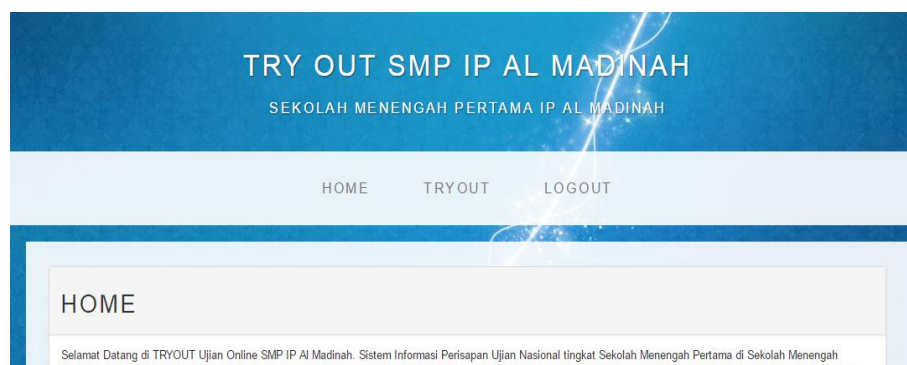 TRY OUT SMP IP AL MADINAH
SEKOLAH MENENGAH PERTAMA IP AL MADINAH
HOME TRYOUT LOGOUT
HOME
Selamat Datang di TRYOUT Ujian Online SMP IP Al Madinah. Sistem Informasi Perisapan Ujian Nasional tingkat Sekolah Menengah Pertama di Sekolah Menengah